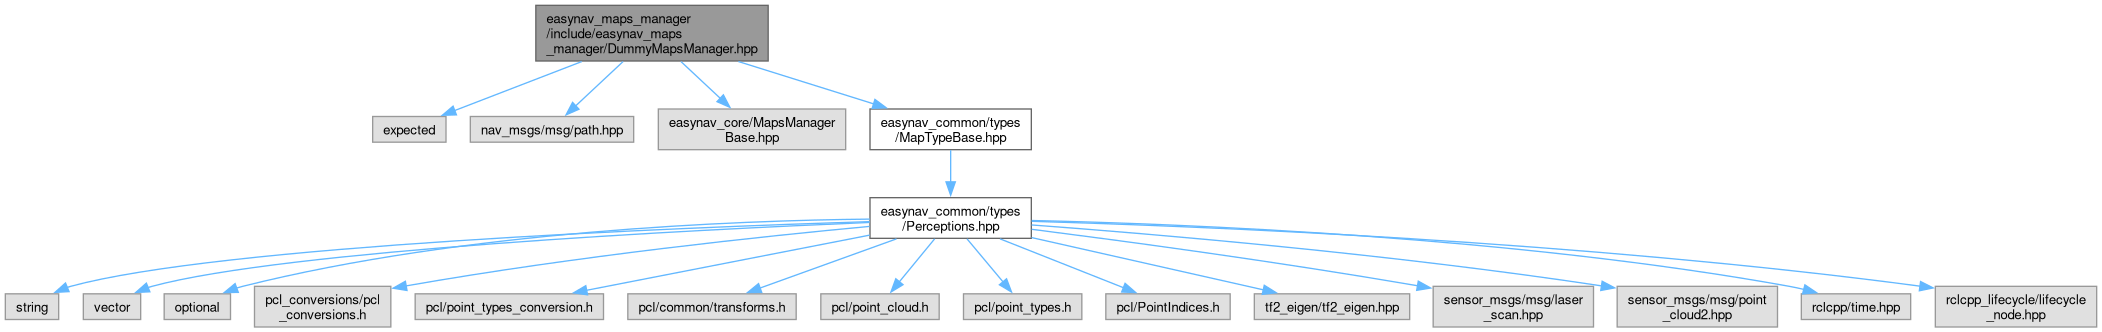 easynav_maps_manager
/include/easynav_maps
_manager/DummyMapsManager.hpp
expected
nav_msgs/msg/path.hpp
easynav_core/MapsManager
Base.hpp
easynav_common/types
/MapTypeBase.hpp
easynav_common/types
/Perceptions.hpp
string
vector
optional
pcl_conversions/pcl
_conversions.h
pcl/point_types_conversion.h
pcl/common/transforms.h
pcl/point_cloud.h
pcl/point_types.h
pcl/PointIndices.h
tf2_eigen/tf2_eigen.hpp
sensor_msgs/msg/laser
_scan.hpp
sensor_msgs/msg/point
_cloud2.hpp
rclcpp/time.hpp
rclcpp_lifecycle/lifecycle
_node.hpp